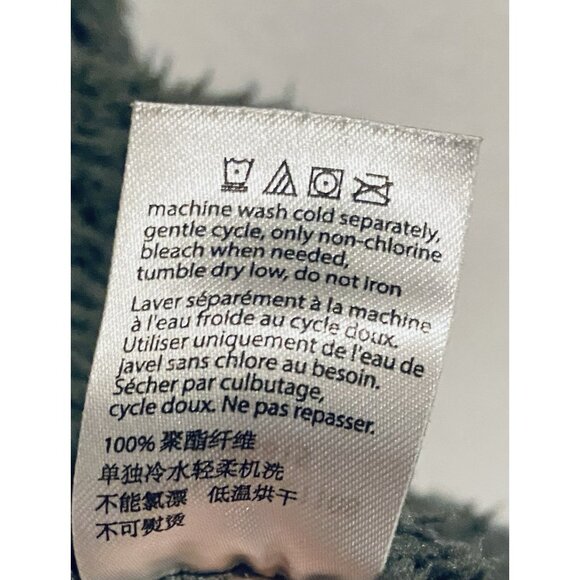 machine wash cold separately,
gentle cycle, only non-chlorine
bleach when needed,
tumble dry low, do not iron
Laver séparément à la machine
à l'eau froide au cycle doux.
Utiliser uniquement de l'eau de
javel sans chlore au besoin.
Sécher par culbutage,
cycle doux. Ne pas repasser.
100% 聚酯纤维
单独冷水轻柔机洗
不能氯漂 低温烘干
不可熨烫